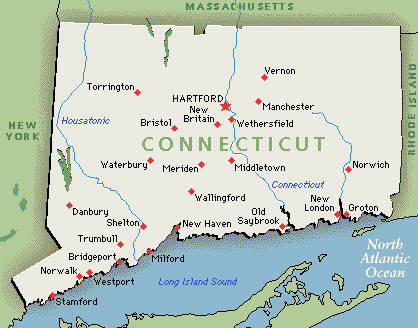 MASSACHUSETTS
Vernon
Torrington
HARTFORD
Manchester
New
Britain
Housatonic
Bristol
Wethersfield
NEW
YORK
RHODE ISLAND
CONNECTICUT
Waterbury
Meriden
Middletown
Norwich
Connecticut
Wallingford
New
London
Groton
Danbury
Old
Saybrook
Shelton
New Haven
Trumbull
Bridgeport
Milford
North
Atlantic
Ocean
Norwalk
Westport
Long Island Sound
Stamford